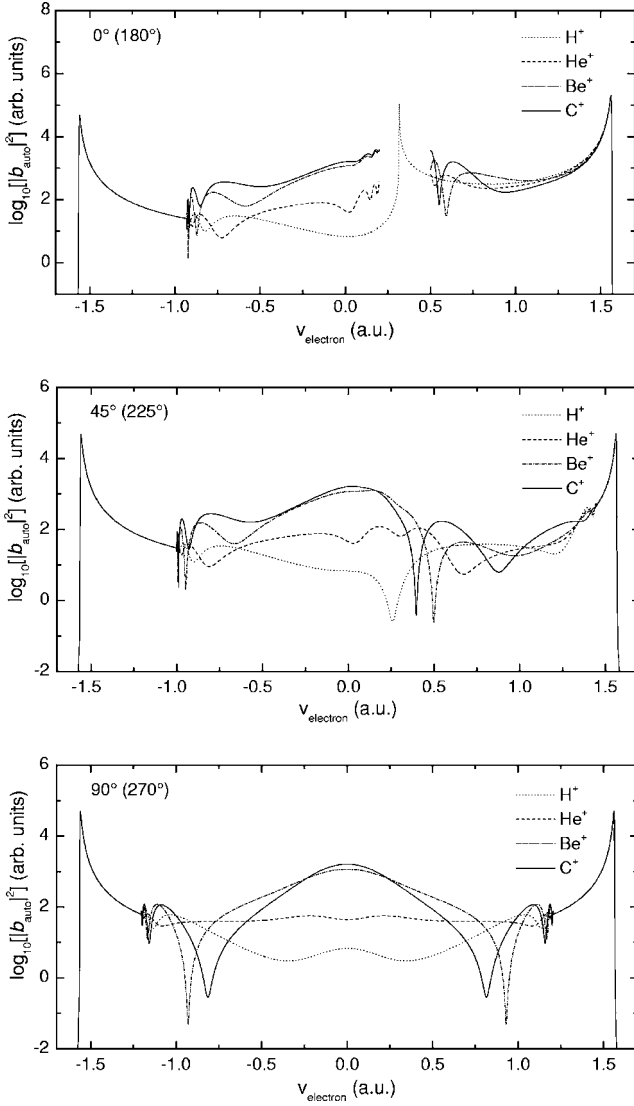 8
6
4
2
0
log₁₀[|b_auto|²] (arb. units)
0° (180°)
H⁺
He⁺
Be⁺
C⁺
-1.5 -1.0 -0.5 0.0 0.5 1.0 1.5
v_electron (a.u.)
6
4
2
0
-2
log₁₀[|b_auto|²] (arb. units)
45° (225°)
H⁺
He⁺
Be⁺
C⁺
-1.5 -1.0 -0.5 0.0 0.5 1.0 1.5
v_electron (a.u.)
6
4
2
0
-2
log₁₀[|b_auto|²] (arb. units)
90° (270°)
H⁺
He⁺
Be⁺
C⁺
-1.5 -1.0 -0.5 0.0 0.5 1.0 1.5
v_electron (a.u.)